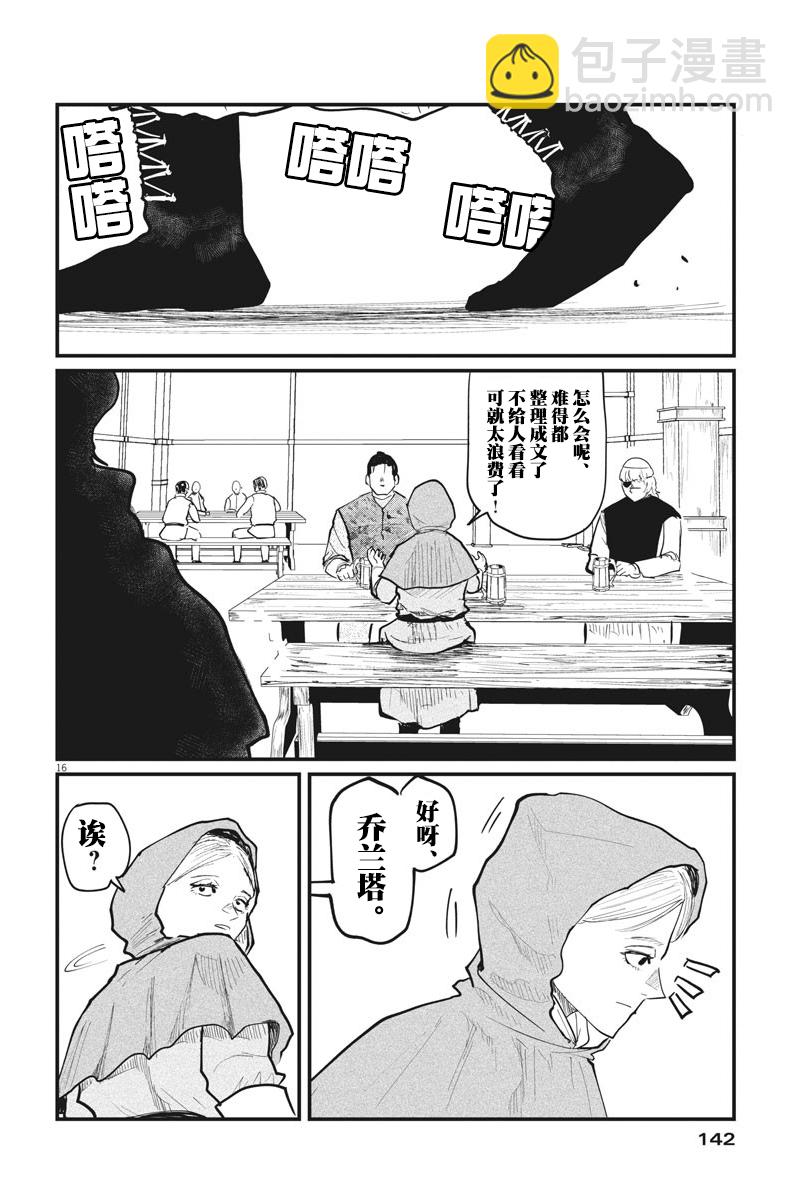 包子漫畫
baozimh.com
嗒嗒
嗒嗒
嗒嗒
怎么会呢、
难得都
整理成文了
不给人看看
可就太浪费了！
16
好呀、
乔兰塔。
诶？
142